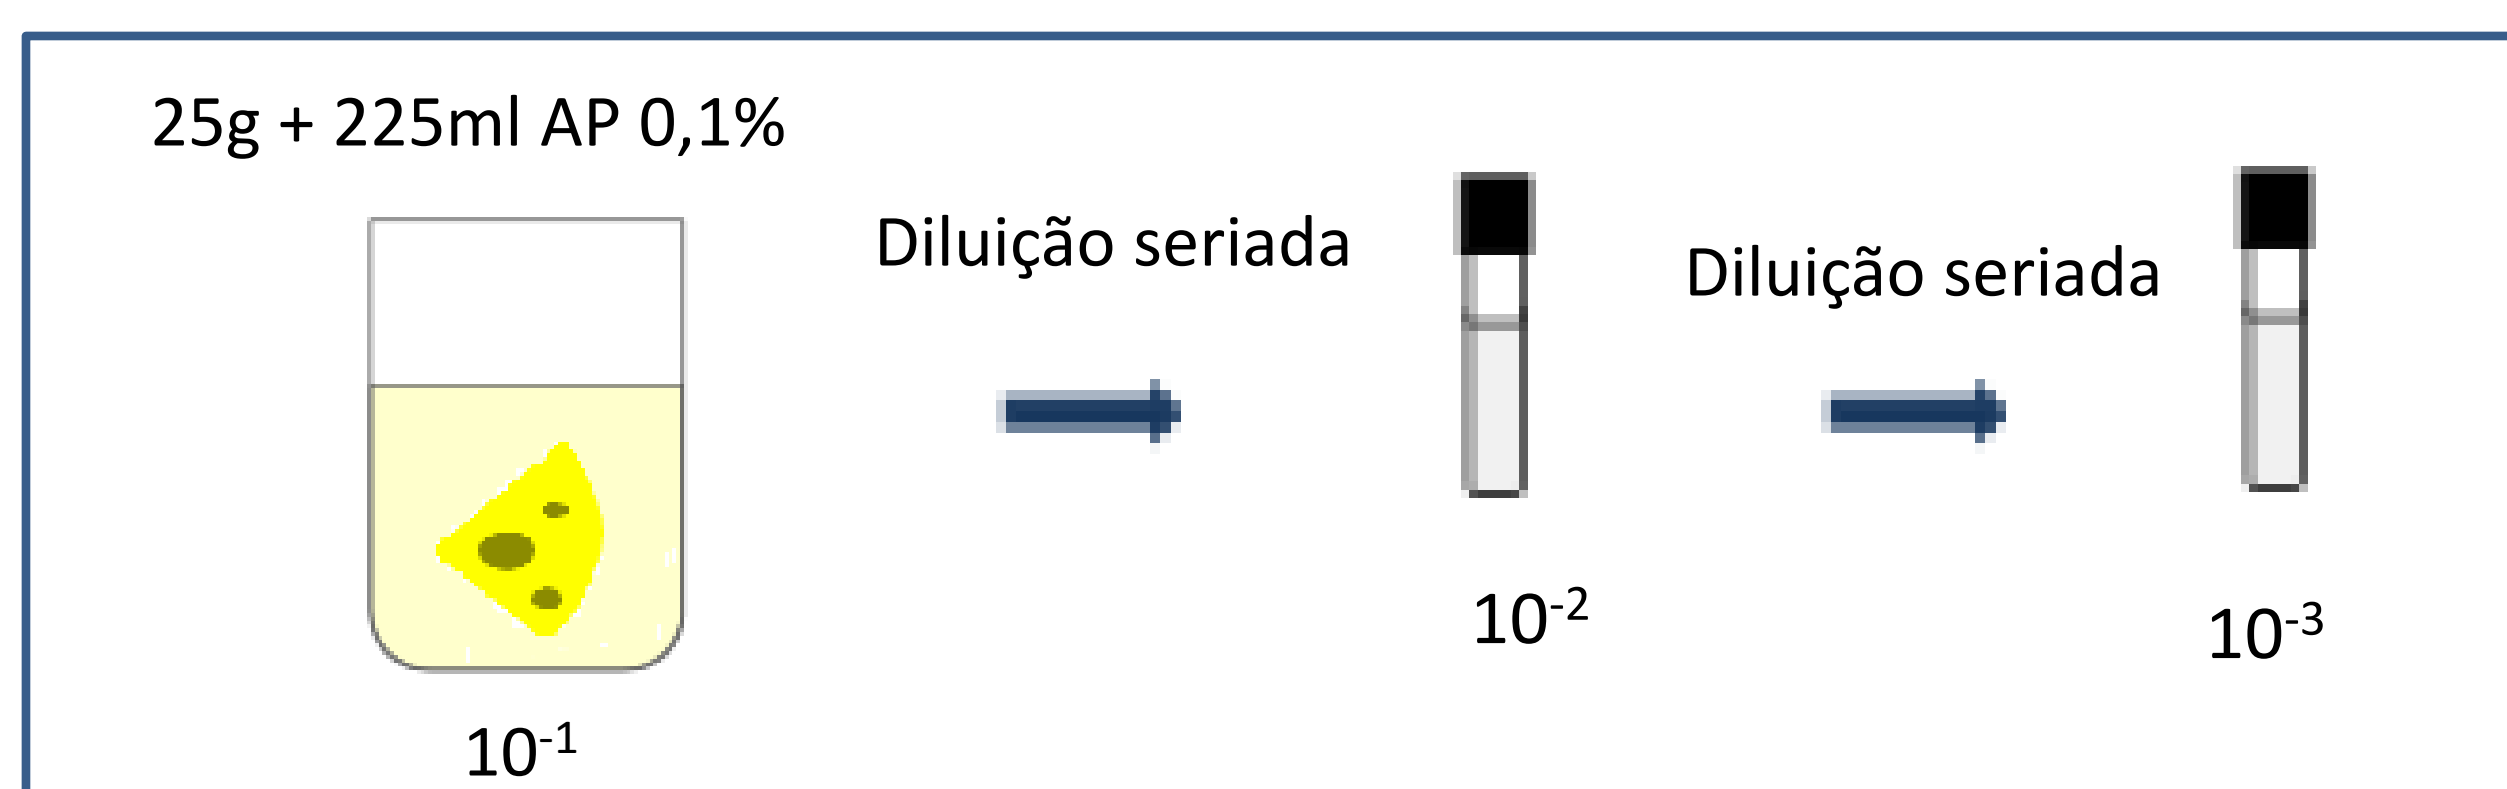 25g + 225ml AP 0,1%
Diluição seriada
Diluição seriada
10⁻¹
10⁻²
10⁻³